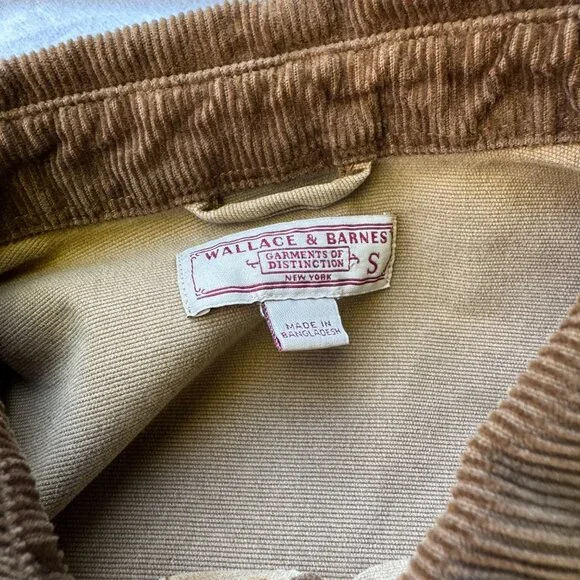 WALLACE & BARNES
GARMENTS OF
DISTINCTION
S
NEW YORK
MADE IN
BANGLADESH